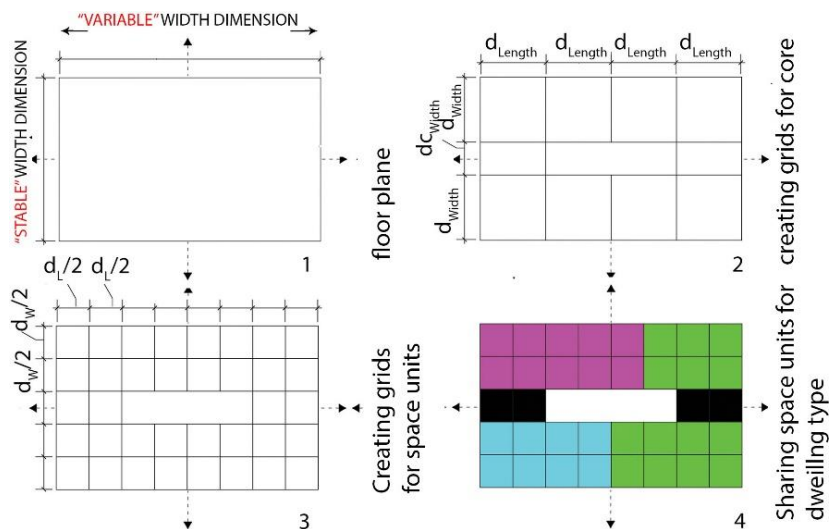 "VARIABLE" WIDTH DIMENSION
"STABLE" WIDTH DIMENSION
floor plane
1
dLength dLength dLength dLength
dWidth
dcWidth
dWidth
creating grids for core
2
dL/2 dL/2
dW/2
dW/2
Creating grids
for space units
3
Sharing space units for
dweillng type
4